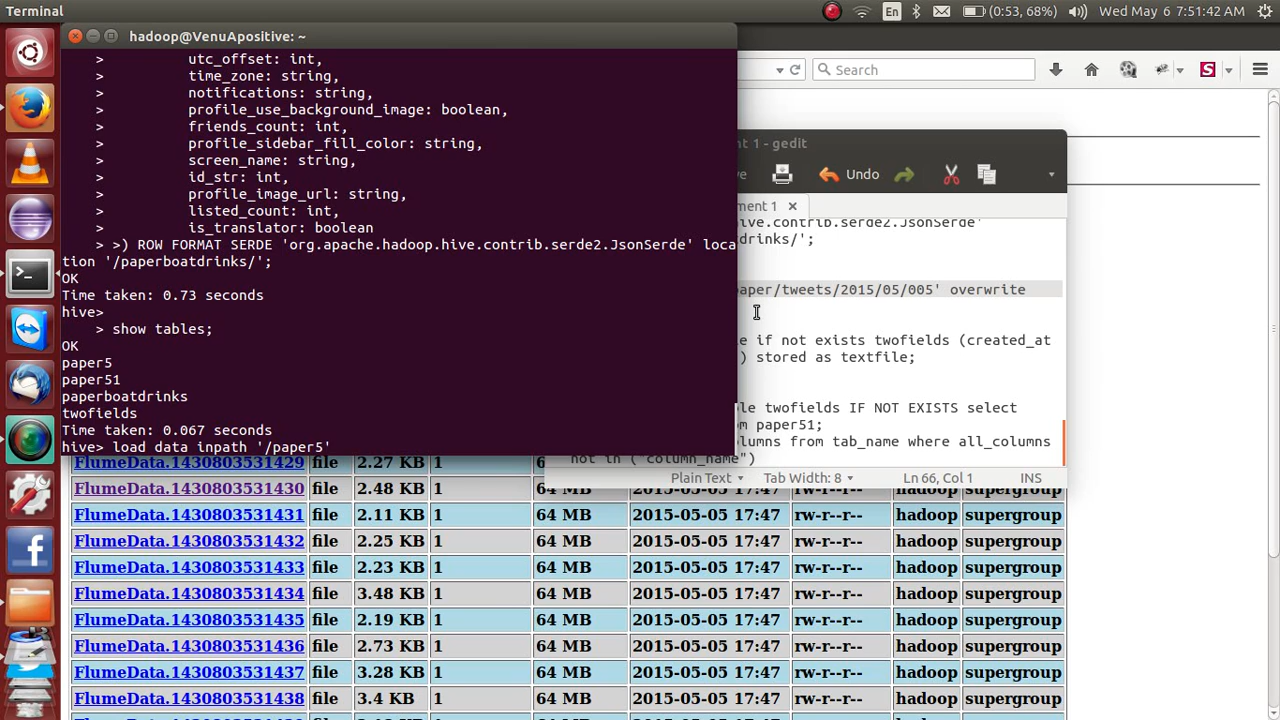 Terminal
En
(0:53, 68%)
Wed May 6 7:51:42 AM
hadoop@VenuApositive: ~
> utc_offset: int,
> time_zone: string,
> notifications: string,
> profile_use_background_image: boolean,
> friends_count: int,
> profile_sidebar_fill_color: string,
> screen_name: string,
> id_str: int,
> profile_image_url: string,
> listed_count: int,
> is_translator: boolean
> >) ROW FORMAT SERDE 'org.apache.hadoop.hive.contrib.serde2.JsonSerde' loca
tion '/paperboatdrinks/';
OK
Time taken: 0.73 seconds
hive>
> show tables;
OK
paper5
paper51
paperboatdrinks
twofields
Time taken: 0.067 seconds
hive> load data inpath '/paper5'
Search
S
ent 1 - gedit
ve
Undo
ment 1
ive.contrib.serde2.JsonSerde'
drinks/';
paper/tweets/2015/05/005' overwrite
e if not exists twofields (created_at
) stored as textfile;
le twofields IF NOT EXISTS select
om paper51;
olumns from tab_name where all_columns
not in ("column_name")
Plain Text
Tab Width: 8
Ln 66, Col 1
INS
FlumeData.1430803531429 file 2.27 KB 1
FlumeData.1430803531430 file 2.48 KB 1 64 MB 2015-05-05 17:47 rw-r--r-- hadoop supergroup
FlumeData.1430803531431 file 2.11 KB 1 64 MB 2015-05-05 17:47 rw-r--r-- hadoop supergroup
FlumeData.1430803531432 file 2.25 KB 1 64 MB 2015-05-05 17:47 rw-r--r-- hadoop supergroup
FlumeData.1430803531433 file 2.23 KB 1 64 MB 2015-05-05 17:47 rw-r--r-- hadoop supergroup
FlumeData.1430803531434 file 3.48 KB 1 64 MB 2015-05-05 17:47 rw-r--r-- hadoop supergroup
FlumeData.1430803531435 file 2.19 KB 1 64 MB 2015-05-05 17:47 rw-r--r-- hadoop supergroup
FlumeData.1430803531436 file 2.73 KB 1 64 MB 2015-05-05 17:47 rw-r--r-- hadoop supergroup
FlumeData.1430803531437 file 3.28 KB 1 64 MB 2015-05-05 17:47 rw-r--r-- hadoop supergroup
FlumeData.1430803531438 file 3.4 KB 1 64 MB 2015-05-05 17:47 rw-r--r-- hadoop supergroup